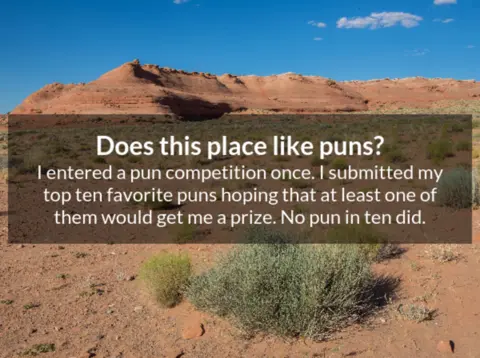 Does this place like puns?
I entered a pun competition once. I submitted my
top ten favorite puns hoping that at least one of
them would get me a prize. No pun in ten did.